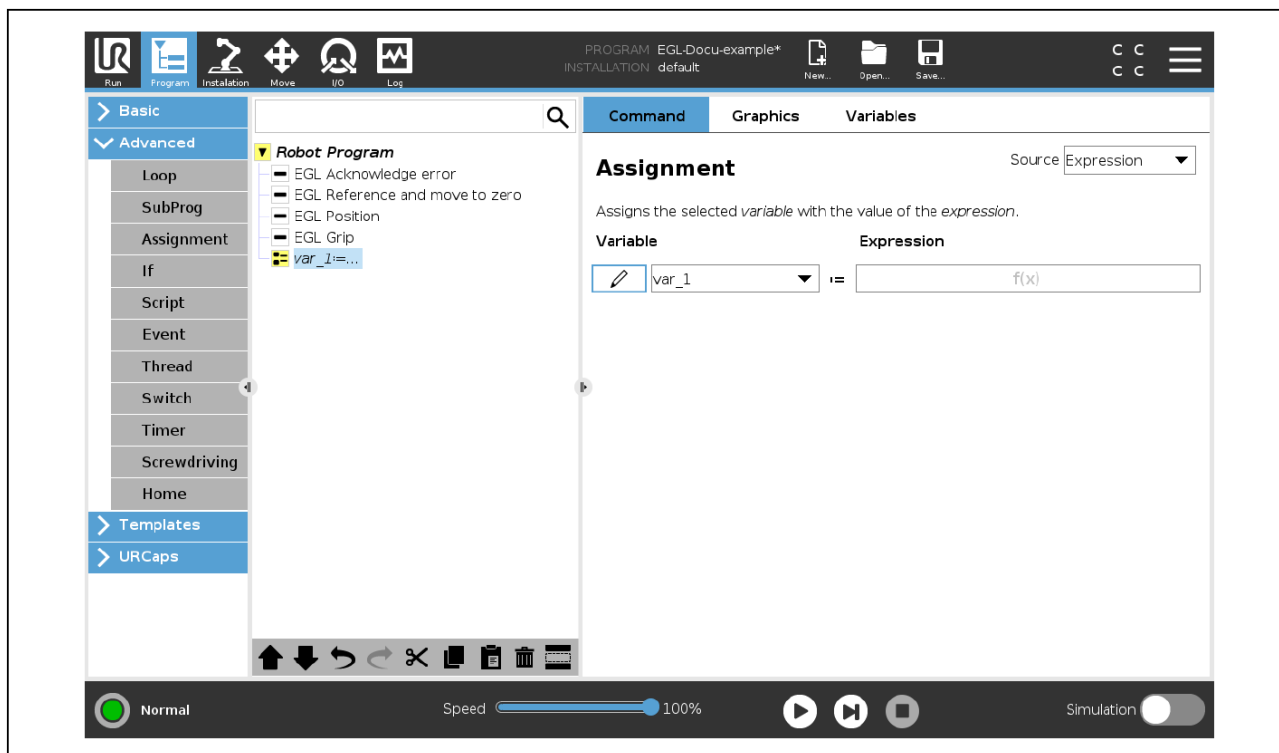 UR
PROGRAM EGL-Docu-example*
INSTALLATION default
Run Program Instalation Move I/O Log New... Open... Save...
C C
C C
Basic
Advanced
Loop
SubProg
Assignment
If
Script
Event
Thread
Switch
Timer
Screwdriving
Home
Templates
URCaps
Robot Program
EGL Acknowledge error
EGL Reference and move to zero
EGL Position
EGL Grip
var_1:=...
Command Graphics Variables
Assignment
Source Expression
Assigns the selected variable with the value of the expression.
Variable Expression
var_1 := f(x)
Normal
Speed 100%
Simulation